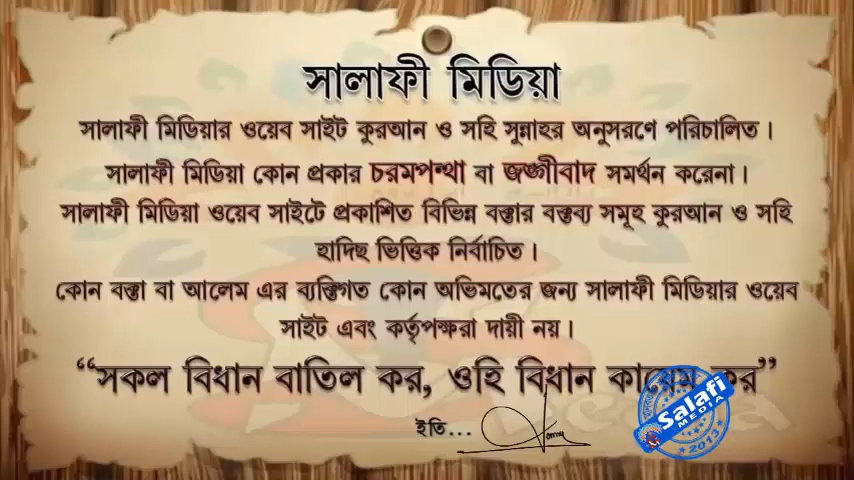 সালাফী মিডিয়া
সালাফী মিডিয়ার ওয়েব সাইট কুরআন ও সহি সুন্নাহর অনুসরণে পরিচালিত।
সালাফী মিডিয়া কোন প্রকার চরমপন্থা বা জঙ্গীবাদ সমর্থন করেনা।
সালাফী মিডিয়া ওয়েব সাইটে প্রকাশিত বিভিন্ন বক্তার বক্তব্য সমূহ কুরআন ও সহি
হাদিছ ভিত্তিক নির্বাচিত।
কোন বক্তা বা আলেম এর ব্যক্তিগত কোন অভিমতের জন্য সালাফী মিডিয়ার ওয়েব
সাইট এবং কর্তৃপক্ষরা দায়ী নয়।
“সকল বিধান বাতিল কর, ওহি বিধান কায়েম কর”
ইতি...
Salafi
MEDIA
2013